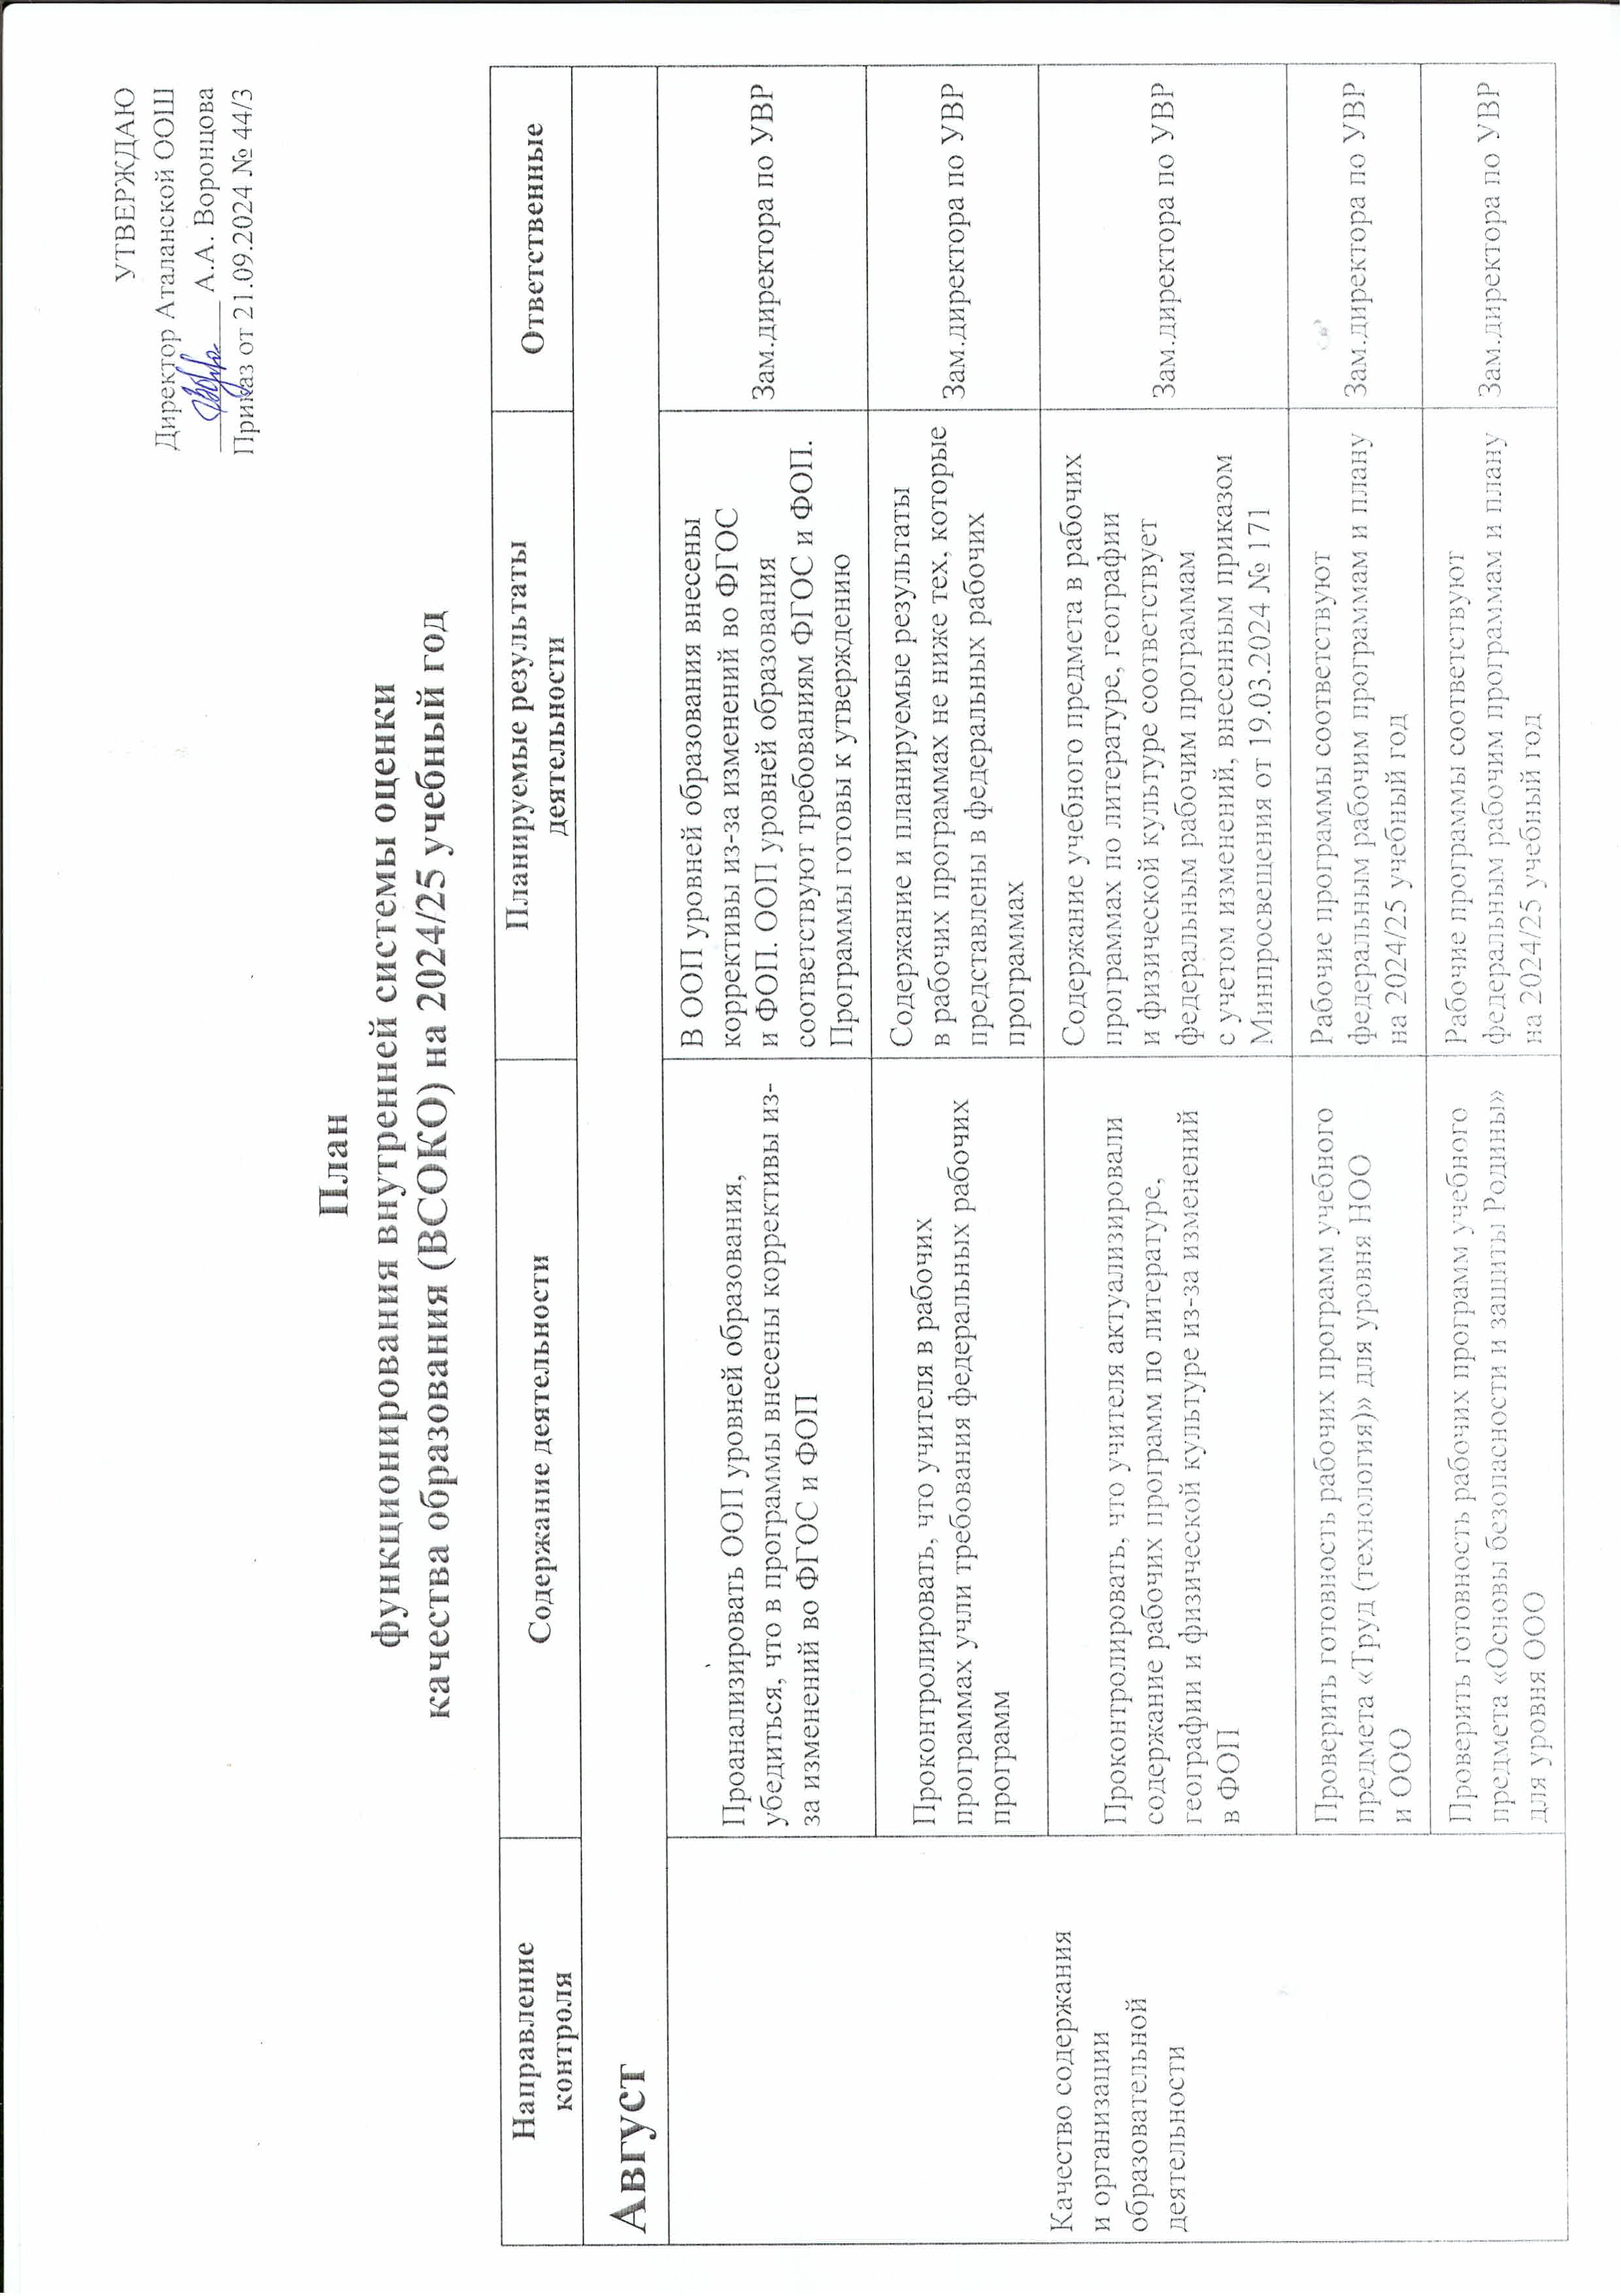 УТВЕРЖДАЮ
Директор Аталанской ООШ
А.А. Воронцова
Приказ от 21.09.2024 № 44/3
План
функционирования внутренней системы оценки
качества образования (ВСОКО) на 2024/25 учебный год
Направление
контроля
Содержание деятельности
Планируемые результаты
деятельности
Ответственные
Август
Качество содержания
и организации
образовательной
деятельности
Проанализировать ООП уровней образования,
убедиться, что в программы внесены коррективы из-
за изменений во ФГОС и ФОП
В ООП уровней образования внесены
коррективы из-за изменений во ФГОС
и ФОП. ООП уровней образования
соответствуют требованиям ФГОС и ФОП.
Программы готовы к утверждению
Зам.директора по УВР
Проконтролировать, что учителя в рабочих
программах учли требования федеральных рабочих
программ
Содержание и планируемые результаты
в рабочих программах не ниже тех, которые
представлены в федеральных рабочих
программах
Зам.директора по УВР
Проконтролировать, что учителя актуализировали
содержание рабочих программ по литературе,
географии и физической культуре из-за изменений
в ФОП
Содержание учебного предмета в рабочих
программах по литературе, географии
и физической культуре соответствует
федеральным рабочим программам
с учетом изменений, внесенным приказом
Минпросвещения от 19.03.2024 № 171
Зам.директора по УВР
Проверить готовность рабочих программ учебного
предмета «Труд (технология)» для уровня НОО
и ООО
Рабочие программы соответствуют
федеральным рабочим программам и плану
на 2024/25 учебный год
Зам.директора по УВР
Проверить готовность рабочих программ учебного
предмета «Основы безопасности и защиты Родины»
для уровня ООО
Рабочие программы соответствуют
федеральным рабочим программам и плану
на 2024/25 учебный год
Зам.директора по УВР